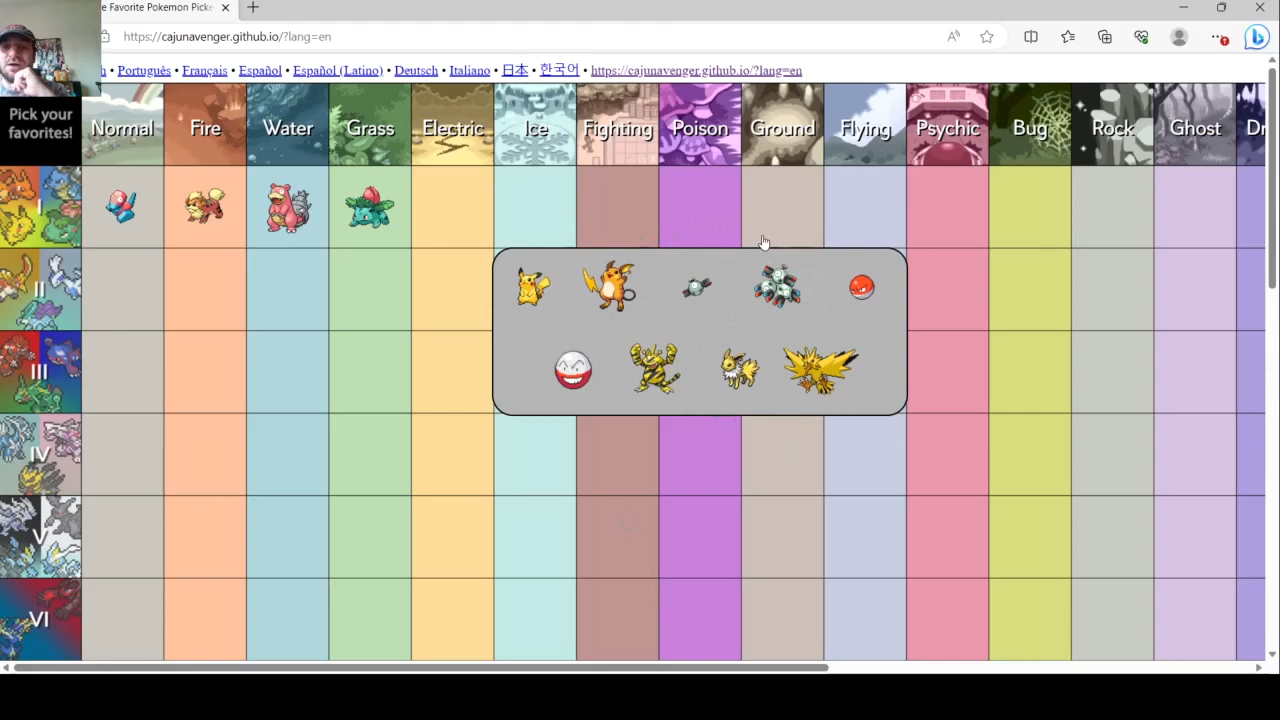 e Favorite Pokemon Picke
https://cajunavenger.github.io/?lang=en
h • Português • Français • Español • Español (Latino) • Deutsch • Italiano • 日本 • 한국어 • https://cajunavenger.github.io/?lang=en
Pick your favorites!
Normal Fire Water Grass Electric Ice Fighting Poison Ground Flying Psychic Bug Rock Ghost Dr
I
II
III
IV
V
VI